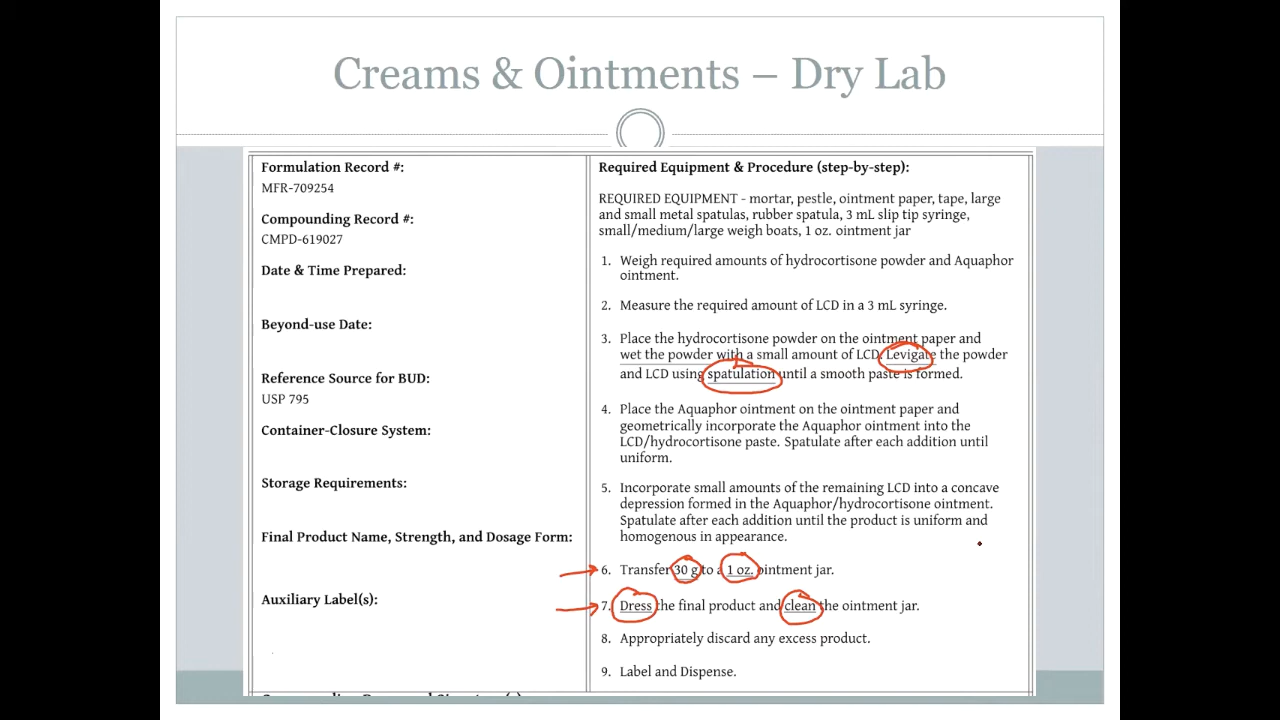 Creams & Ointments – Dry Lab
Formulation Record #:
MFR-709254
Compounding Record #:
CMPD-619027
Date & Time Prepared:
Beyond-use Date:
Reference Source for BUD:
USP 795
Container-Closure System:
Storage Requirements:
Final Product Name, Strength, and Dosage Form:
Auxiliary Label(s):
Required Equipment & Procedure (step-by-step):
REQUIRED EQUIPMENT - mortar, pestle, ointment paper, tape, large
and small metal spatulas, rubber spatula, 3 mL slip tip syringe,
small/medium/large weigh boats, 1 oz. ointment jar
1. Weigh required amounts of hydrocortisone powder and Aquaphor
ointment.
2. Measure the required amount of LCD in a 3 mL syringe.
3. Place the hydrocortisone powder on the ointment paper and
wet the powder with a small amount of LCD. Levigate the powder
and LCD using spatulation until a smooth paste is formed.
4. Place the Aquaphor ointment on the ointment paper and
geometrically incorporate the Aquaphor ointment into the
LCD/hydrocortisone paste. Spatulate after each addition until
uniform.
5. Incorporate small amounts of the remaining LCD into a concave
depression formed in the Aquaphor/hydrocortisone ointment.
Spatulate after each addition until the product is uniform and
homogenous in appearance.
6. Transfer 30 g to a 1 oz. ointment jar.
7. Dress the final product and clean the ointment jar.
8. Appropriately discard any excess product.
9. Label and Dispense.